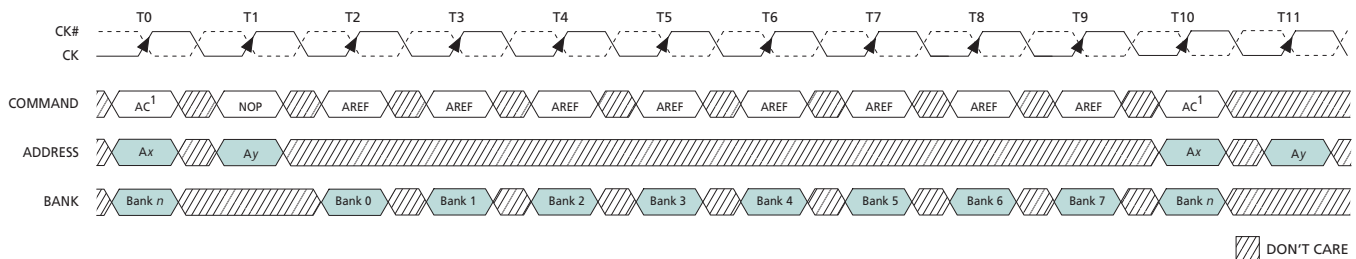 T0 T1 T2 T3 T4 T5 T6 T7 T8 T9 T10 T11
CK#
CK
COMMAND AC1 NOP AREF AREF AREF AREF AREF AREF AREF AREF AC1
ADDRESS Ax Ay Ax Ay
BANK Bank n Bank 0 Bank 1 Bank 2 Bank 3 Bank 4 Bank 5 Bank 6 Bank 7 Bank n
DON'T CARE